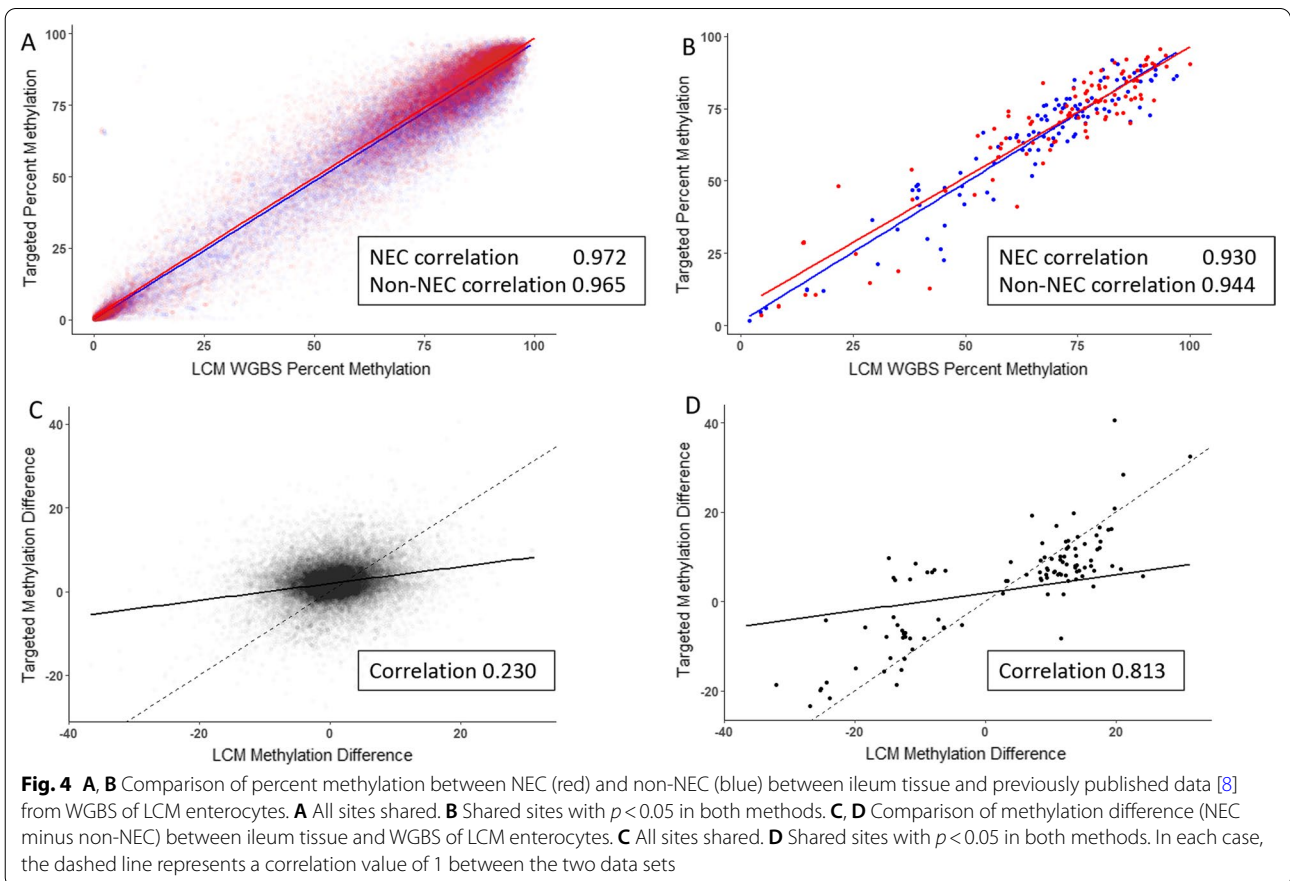 A
100
75
50
25
0
Targeted Percent Methylation
NEC correlation 0.972
Non-NEC correlation 0.965
0 25 50 75 100
LCM WGBS Percent Methylation
B
100
75
50
25
0
Targeted Percent Methylation
NEC correlation 0.930
Non-NEC correlation 0.944
0 25 50 75 100
LCM WGBS Percent Methylation
C
40
20
0
-20
Targeted Methylation Difference
Correlation 0.230
-40 -20 0 20
LCM Methylation Difference
D
40
20
0
-20
Targeted Methylation Difference
Correlation 0.813
-40 -20 0 20
LCM Methylation Difference
Fig. 4 A, B Comparison of percent methylation between NEC (red) and non-NEC (blue) between ileum tissue and previously published data [8]
from WGBS of LCM enterocytes. A All sites shared. B Shared sites with p < 0.05 in both methods. C, D Comparison of methylation difference (NEC
minus non-NEC) between ileum tissue and WGBS of LCM enterocytes. C All sites shared. D Shared sites with p < 0.05 in both methods. In each case,
the dashed line represents a correlation value of 1 between the two data sets